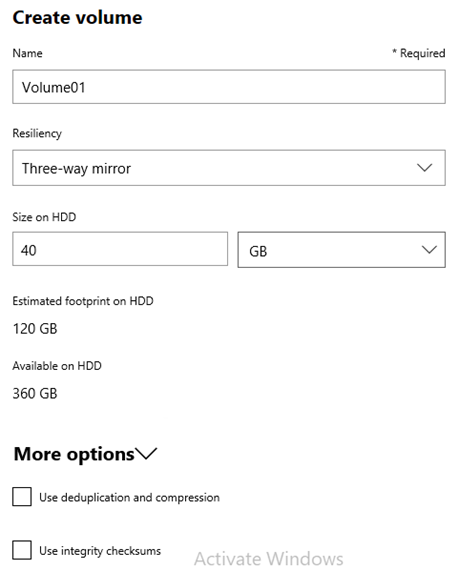 Create volume
Name * Required
Volume01
Resiliency
Three-way mirror
Size on HDD
40 GB
Estimated footprint on HDD
120 GB
Available on HDD
360 GB
More options
Use deduplication and compression
Use integrity checksums
Activate Windows